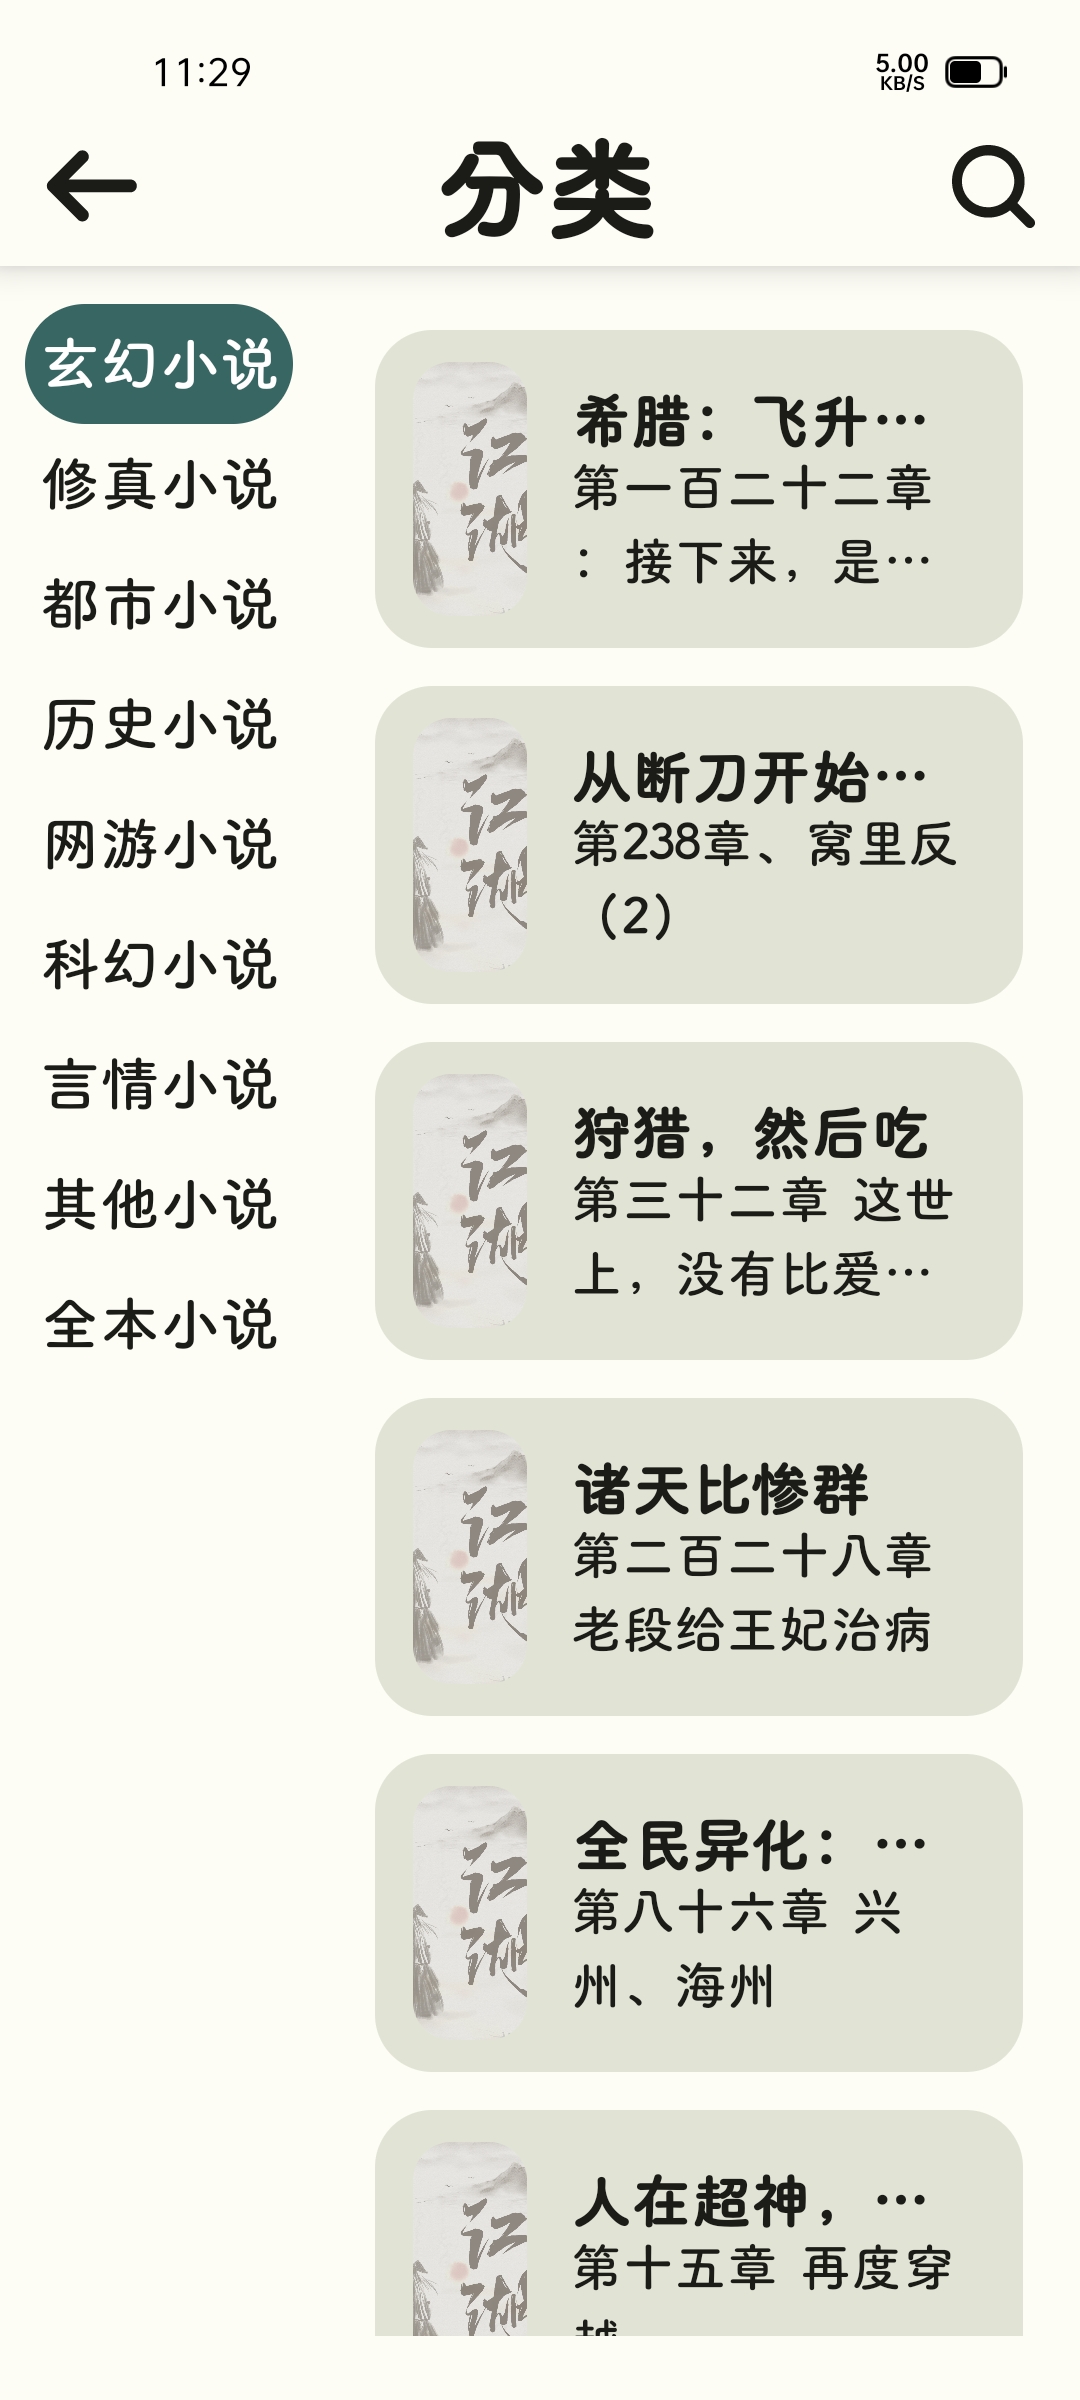 11:29
5.00
KB/S
分类
玄幻小说
修真小说
都市小说
历史小说
网游小说
科幻小说
言情小说
其他小说
全本小说
江湖
希腊：飞升…
第一百二十二章
：接下来，是…
江湖
从断刀开始…
第238章、窝里反
（2）
江湖
狩猎，然后吃
第三十二章 这世
上，没有比爱…
江湖
诸天比惨群
第二百二十八章
老段给王妃治病
江湖
全民异化：…
第八十六章 兴
州、海州
江湖
人在超神，…
第十五章 再度穿
越